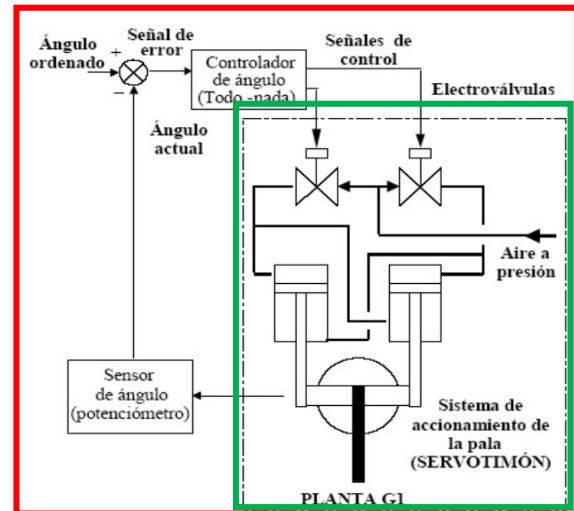 Ángulo
ordenado
+
−
Señal de
error
Controlador
de ángulo
(Todo -nada)
Señales de
control
Electroválvulas
Ángulo
actual
Aire a
presión
Sensor
de ángulo
(potenciómetro)
Sistema de
accionamiento de
la pala
(SERVOTIMÓN)
PLANTA G1